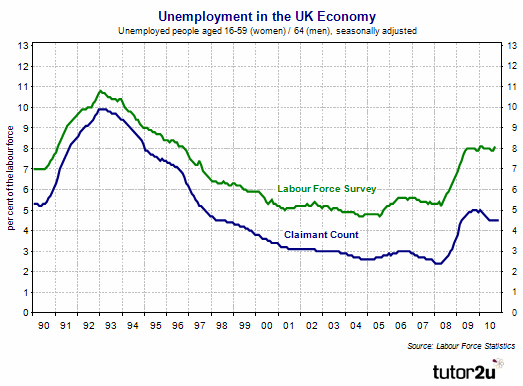 Unemployment in the UK Economy
Unemployed people aged 16-59 (women) / 64 (men), seasonally adjusted
13 13
12 12
11 11
10 10
9 9
8 8
7 7
6 6
5 5
4 4
3 3
2 2
1 1
0 0
per cent of the labour force
Labour Force Survey
Claimant Count
90 91 92 93 94 95 96 97 98 99 00 01 02 03 04 05 06 07 08 09 10
Source: Labour Force Statistics
tutor2u